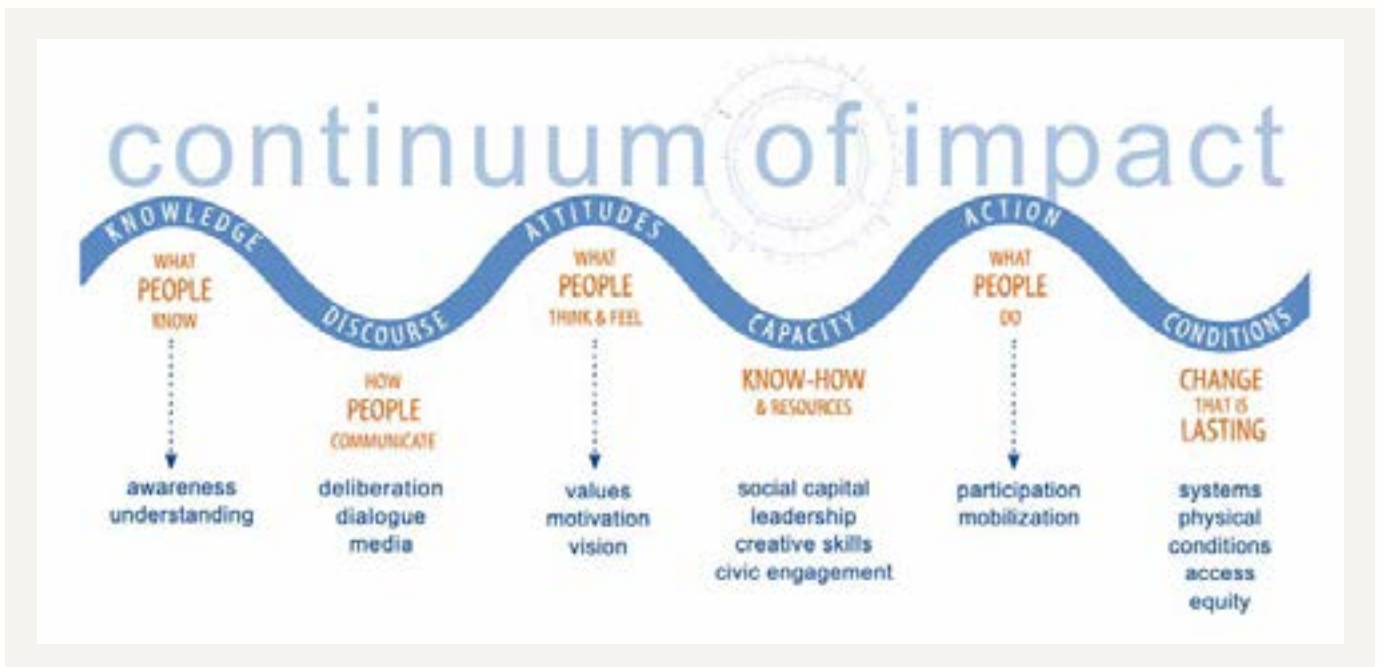 continuum of impact
KNOWLEDGE
WHAT
PEOPLE
KNOW
awareness
understanding
DISCOURSE
HOW
PEOPLE
COMMUNICATE
deliberation
dialogue
media
ATTITUDES
WHAT
PEOPLE
THINK & FEEL
values
motivation
vision
CAPACITY
KNOW-HOW
& RESOURCES
social capital
leadership
creative skills
civic engagement
ACTION
WHAT
PEOPLE
DO
participation
mobilization
CONDITIONS
CHANGE
THAT IS
LASTING
systems
physical
conditions
access
equity